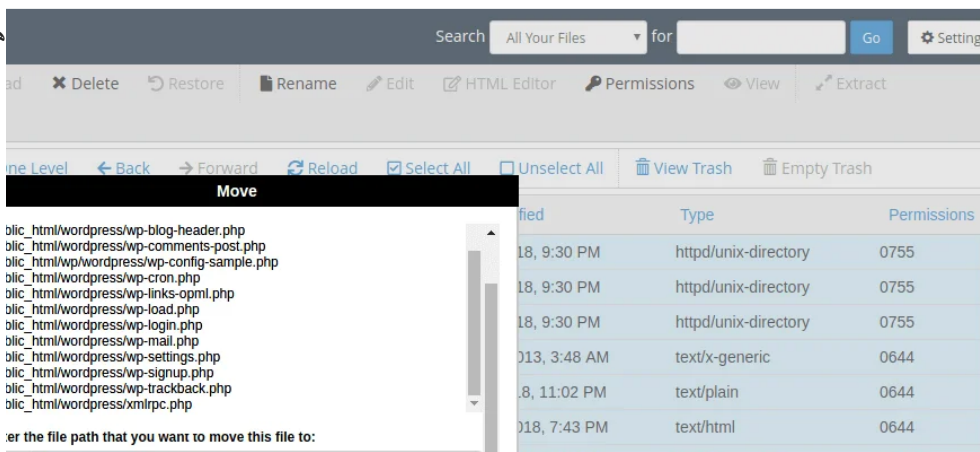 Search All Your Files for Go Setting
ad Delete Restore Rename Edit HTML Editor Permissions View Extract
One Level Back Forward Reload Select All Unselect All View Trash Empty Trash
Move
fied Type Permissions
blic_html/wordpress/wp-blog-header.php
blic_html/wordpress/wp-comments-post.php
blic_html/wp/wordpress/wp-config-sample.php
blic_html/wordpress/wp-cron.php
blic_html/wordpress/wp-links-opml.php
blic_html/wordpress/wp-load.php
blic_html/wordpress/wp-login.php
blic_html/wordpress/wp-mail.php
blic_html/wordpress/wp-settings.php
blic_html/wordpress/wp-signup.php
blic_html/wordpress/wp-trackback.php
blic_html/wordpress/xmlrpc.php
ter the file path that you want to move this file to:
18, 9:30 PM httpd/unix-directory 0755
18, 9:30 PM httpd/unix-directory 0755
18, 9:30 PM httpd/unix-directory 0755
013, 3:48 AM text/x-generic 0644
8, 11:02 PM text/plain 0644
018, 7:43 PM text/html 0644